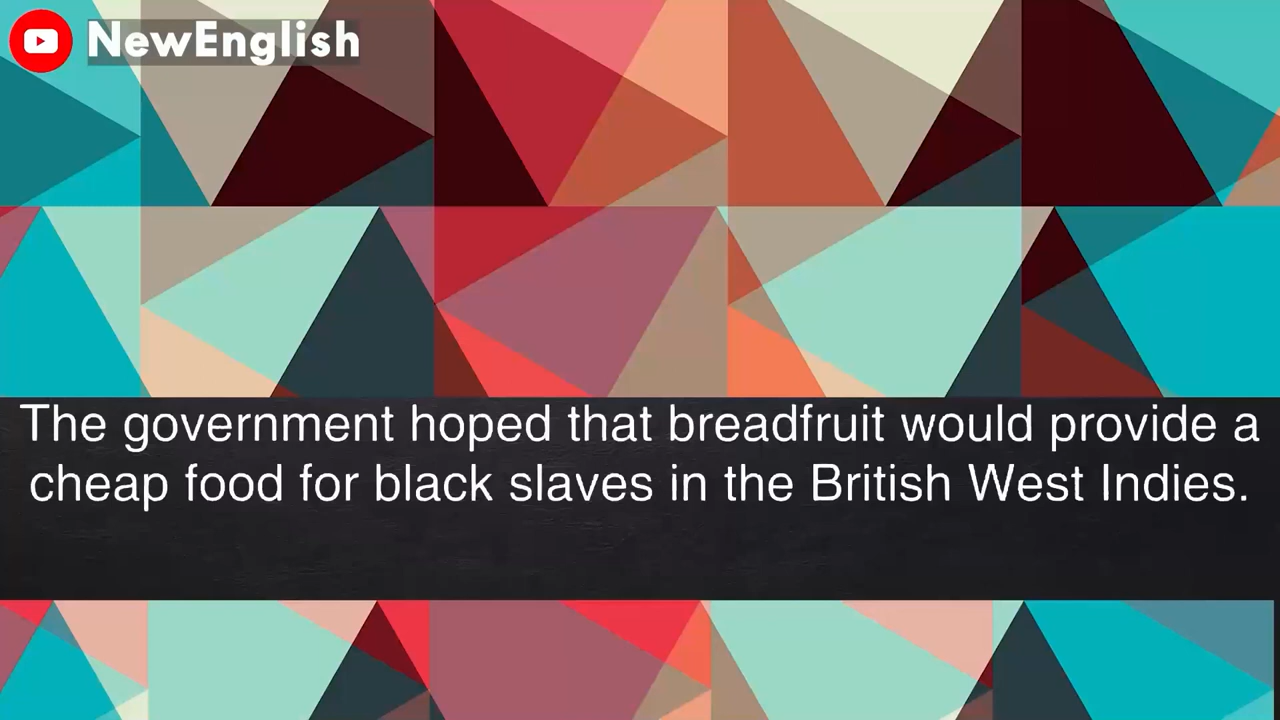 NewEnglish
The government hoped that breadfruit would provide a
cheap food for black slaves in the British West Indies.